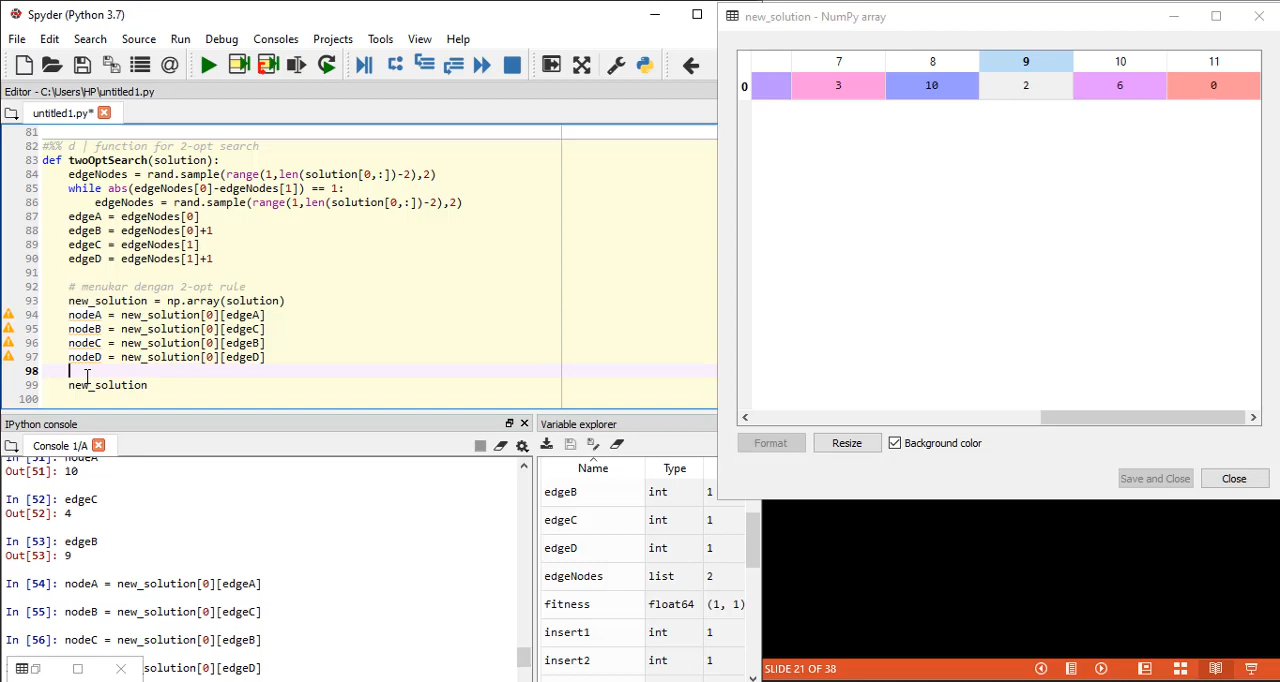 Spyder (Python 3.7)
File Edit Search Source Run Debug Consoles Projects Tools View Help
Editor - C:\Users\HP\untitled1.py
untitled1.py*
81
82 #%% d | function for 2-opt search
83 def twoOptSearch(solution):
84 edgeNodes = rand.sample(range(1,len(solution[0,:])-2),2)
85 while abs(edgeNodes[0]-edgeNodes[1]) == 1:
86 edgeNodes = rand.sample(range(1,len(solution[0,:])-2),2)
87 edgeA = edgeNodes[0]
88 edgeB = edgeNodes[0]+1
89 edgeC = edgeNodes[1]
90 edgeD = edgeNodes[1]+1
91
92 # menukar dengan 2-opt rule
93 new_solution = np.array(solution)
94 nodeA = new_solution[0][edgeA]
95 nodeB = new_solution[0][edgeC]
96 nodeC = new_solution[0][edgeB]
97 nodeD = new_solution[0][edgeD]
98
99 new_solution
100
IPython console
Console 1/A
In [51]: nodeA
Out[51]: 10
In [52]: edgeC
Out[52]: 4
In [53]: edgeB
Out[53]: 9
In [54]: nodeA = new_solution[0][edgeA]
In [55]: nodeB = new_solution[0][edgeC]
In [56]: nodeC = new_solution[0][edgeB]
_solution[0][edgeD]
Variable explorer
Name Type
edgeB int 1
edgeC int 1
edgeD int 1
edgeNodes list 2
fitness float64 (1, 1)
insert1 int 1
insert2 int 1
new_solution - NumPy array
7 8 9 10 11
0 3 10 2 6 0
Format Resize Background color
Save and Close Close
SLIDE 21 OF 38